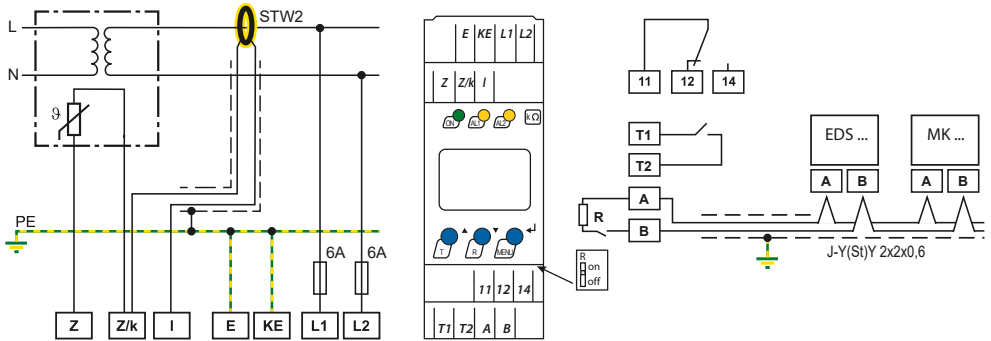 STW2
L
N
ϑ
PE
6A 6A
Z Z/k I E KE L1 L2
E KE L1 L2
Z Z/k I
ON AL1 AL2 kΩ
T R MENU
11 12 14
T1 T2 A B
R
on
off
11 12 14
T1
T2
A
B
R
EDS ... MK ...
A B A B
J-Y(St)Y 2x2x0,6